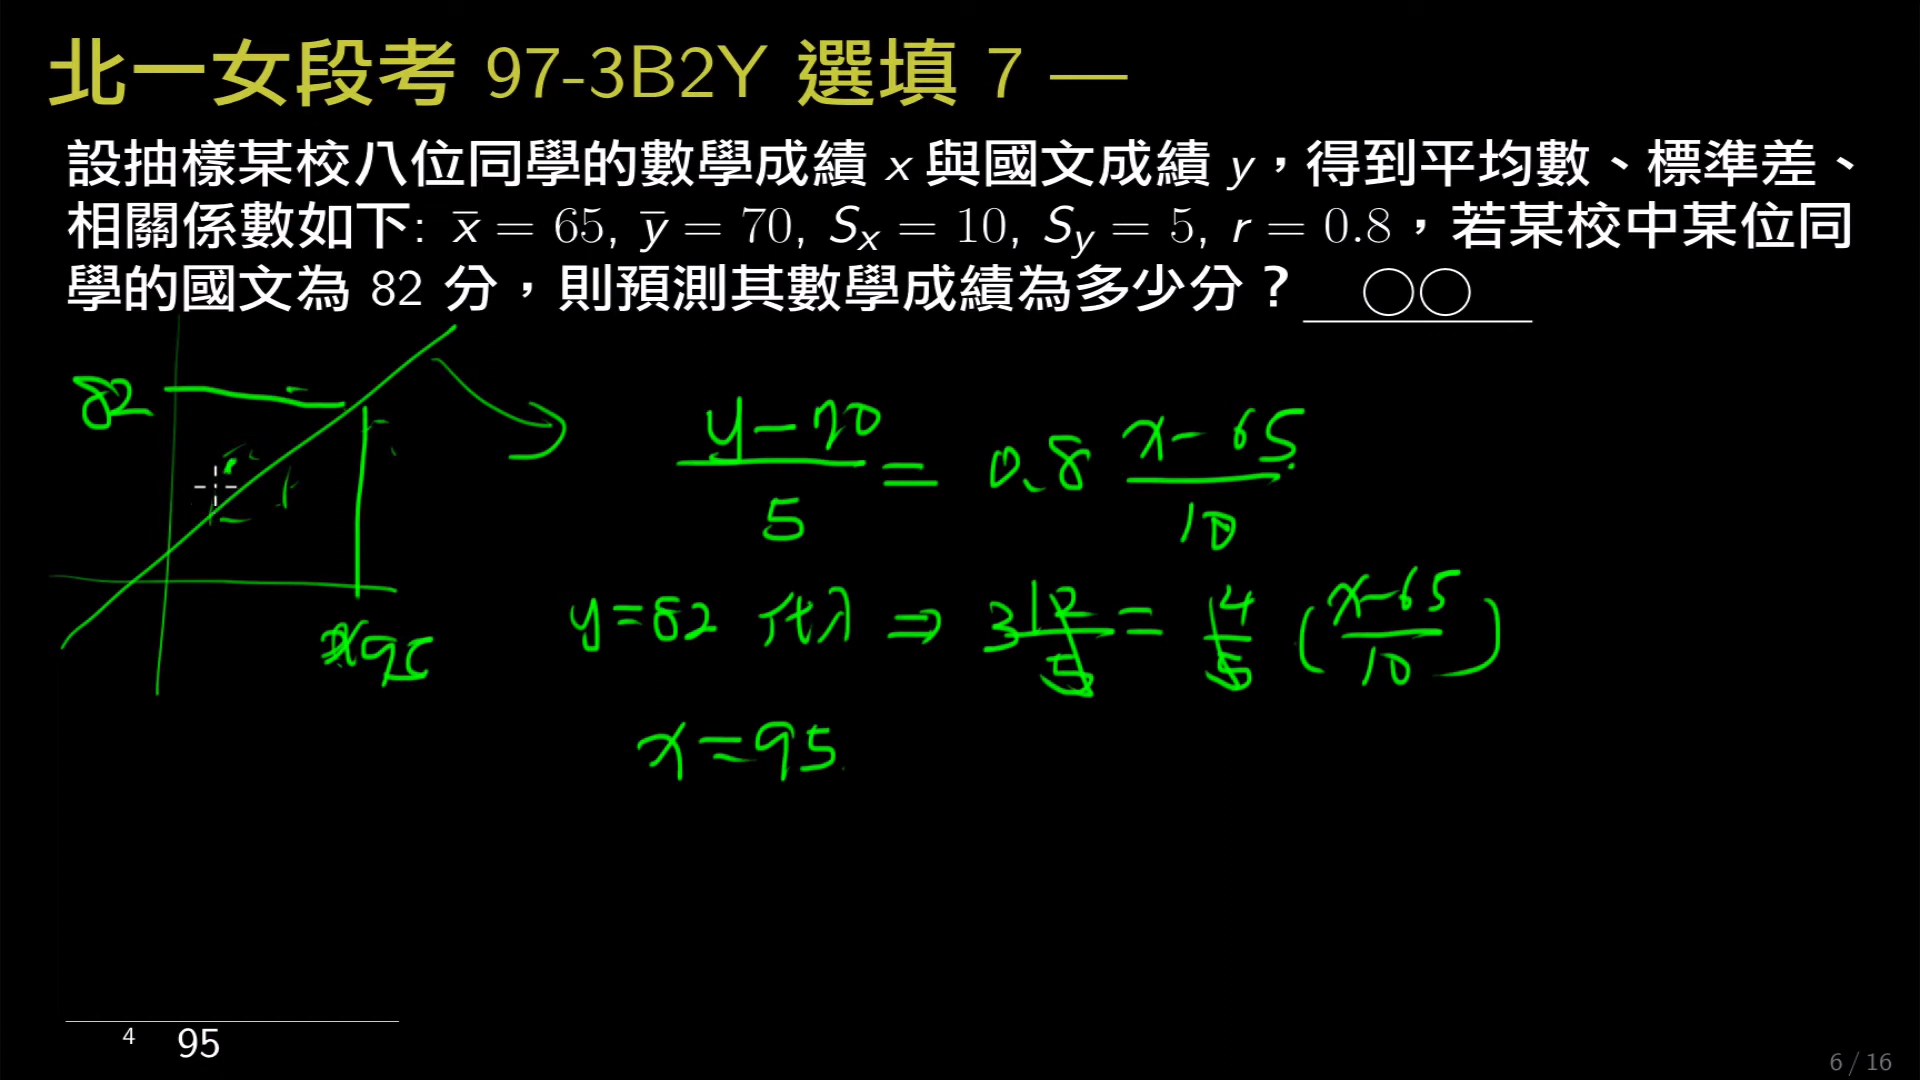 北一女段考 97-3B2Y 選填 7 —
設抽樣某校八位同學的數學成績 x 與國文成績 y，得到平均數、標準差、
相關係數如下: x̄ = 65, ȳ = 70, Sₓ = 10, S_y = 5, r = 0.8，若某校中某位同
學的國文為 82 分，則預測其數學成績為多少分？ ○○
82
95
(y-70)/5 = 0.8 (x-65)/10
y=82 代入 ⇒ 3 12/5 = 4/5 (x-65/10)
x=95
4 95
6 / 16